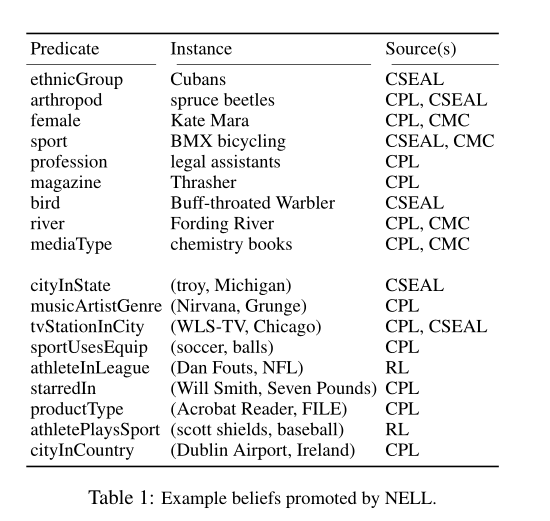 Predicate Instance Source(s)
ethnicGroup Cubans CSEAL
arthropod spruce beetles CPL, CSEAL
female Kate Mara CPL, CMC
sport BMX bicycling CSEAL, CMC
profession legal assistants CPL
magazine Thrasher CPL
bird Buff-throated Warbler CSEAL
river Fording River CPL, CMC
mediaType chemistry books CPL, CMC
cityInState (troy, Michigan) CSEAL
musicArtistGenre (Nirvana, Grunge) CPL
tvStationInCity (WLS-TV, Chicago) CPL, CSEAL
sportUsesEquip (soccer, balls) CPL
athleteInLeague (Dan Fouts, NFL) RL
starredIn (Will Smith, Seven Pounds) CPL
productType (Acrobat Reader, FILE) CPL
athletePlaysSport (scott shields, baseball) RL
cityInCountry (Dublin Airport, Ireland) CPL
Table 1: Example beliefs promoted by NELL.